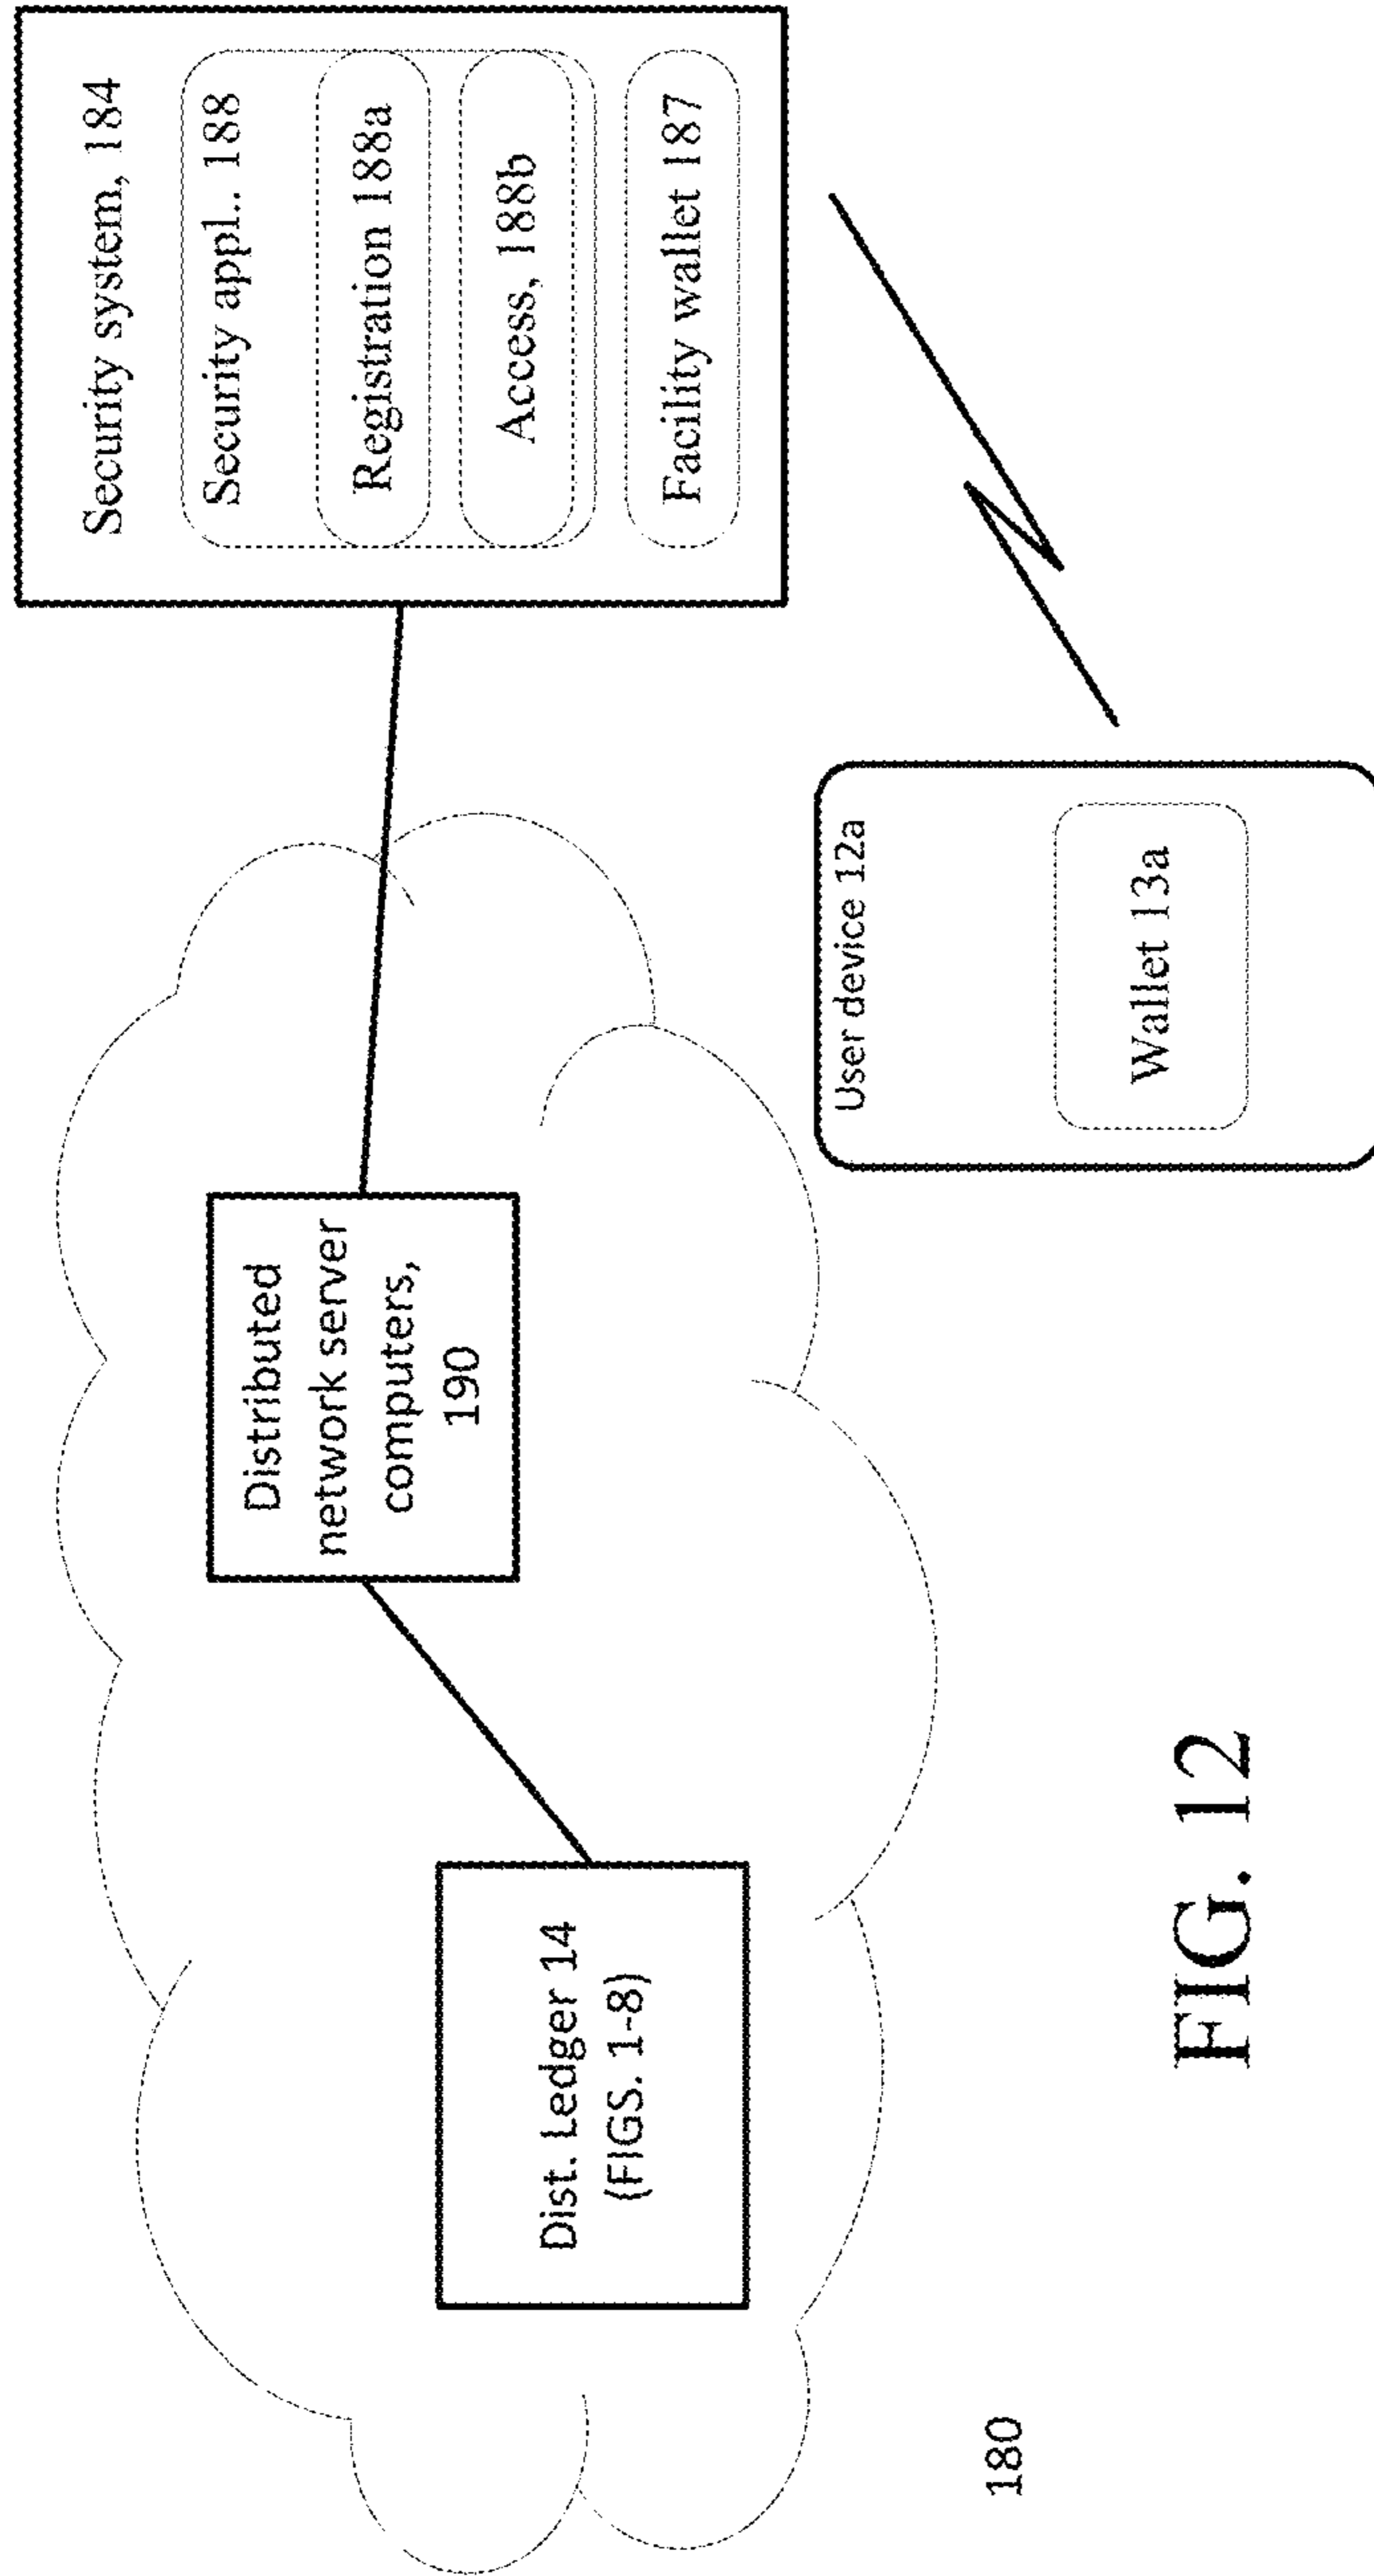 Security system, 184
Security appl.. 188
Registration 188a
Access, 188b
Facility wallet 187
Distributed
network server
computers,
190
Dist. Ledger 14
(FIGS. 1-8)
User device 12a
Wallet 13a
180
FIG. 12